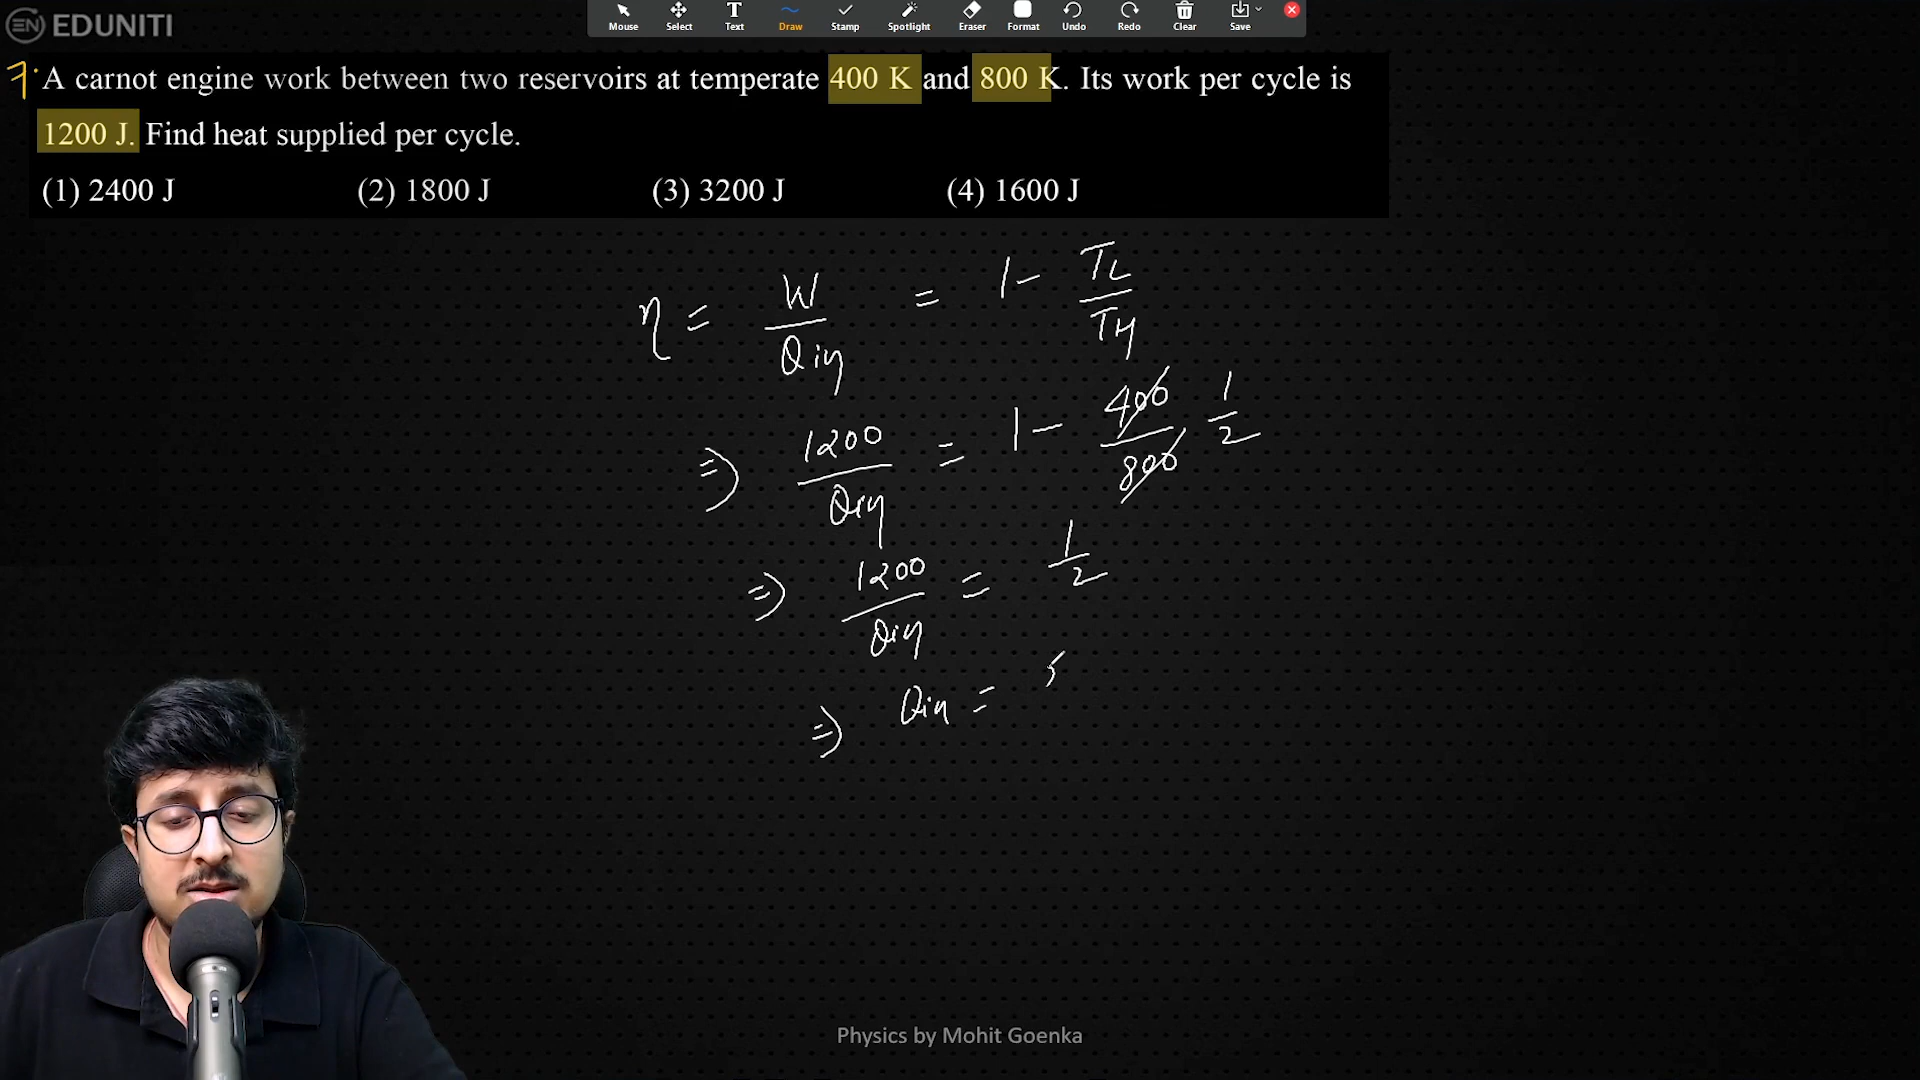 EN EDUNITI
Mouse Select Text Draw Stamp Spotlight Eraser Format Undo Redo Clear Save
7. A carnot engine work between two reservoirs at temperate 400 K and 800 K. Its work per cycle is
1200 J. Find heat supplied per cycle.
(1) 2400 J (2) 1800 J (3) 3200 J (4) 1600 J
η = W/Qin = 1 - TL/TH
⇒ 1200/Qin = 1 - 400/800 1/2
⇒ 1200/Qin = 1/2
⇒ Qin =
Physics by Mohit Goenka